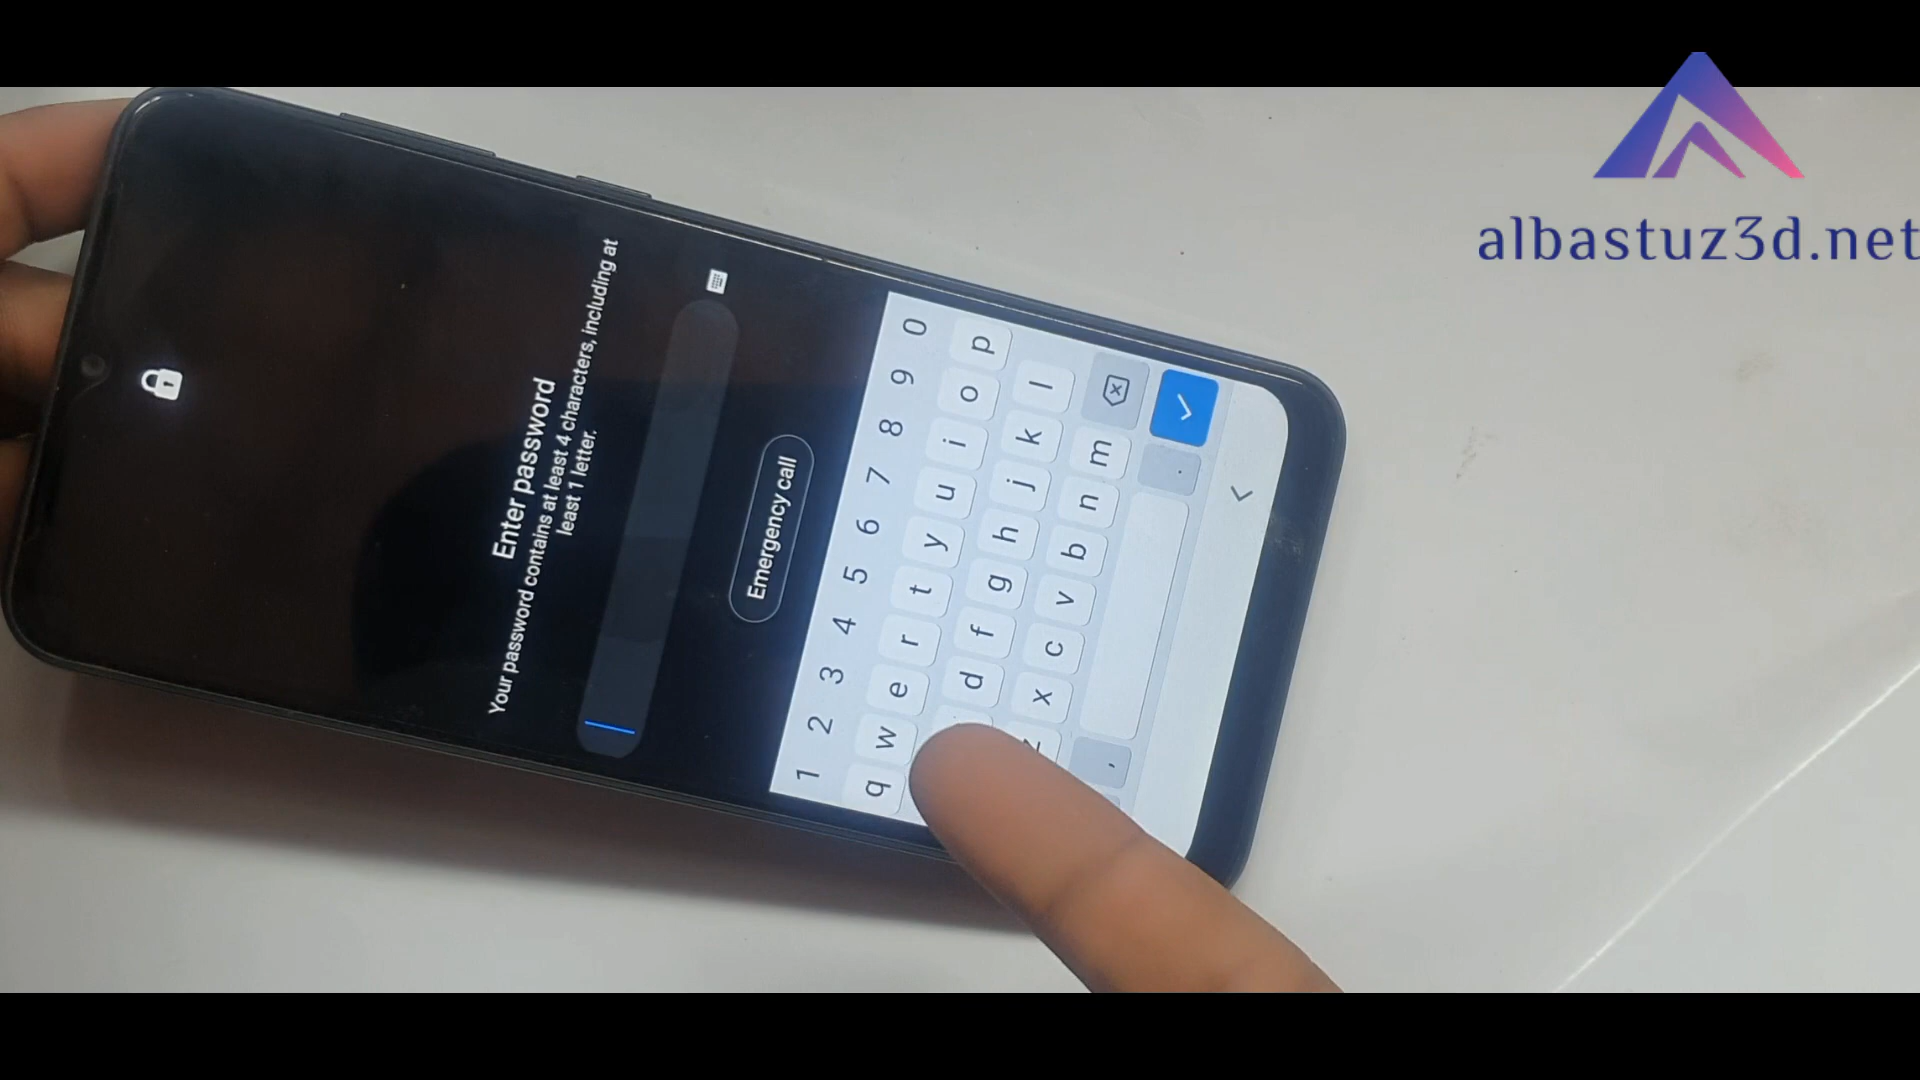 albastuz3d.net
Enter password
Your password contains at least 4 characters, including at
least 1 letter.
Emergency call
1 2 3 4 5 6 7 8 9 0
q w e r t y u i o p
d f g h j k l
z x c v b n m
, .